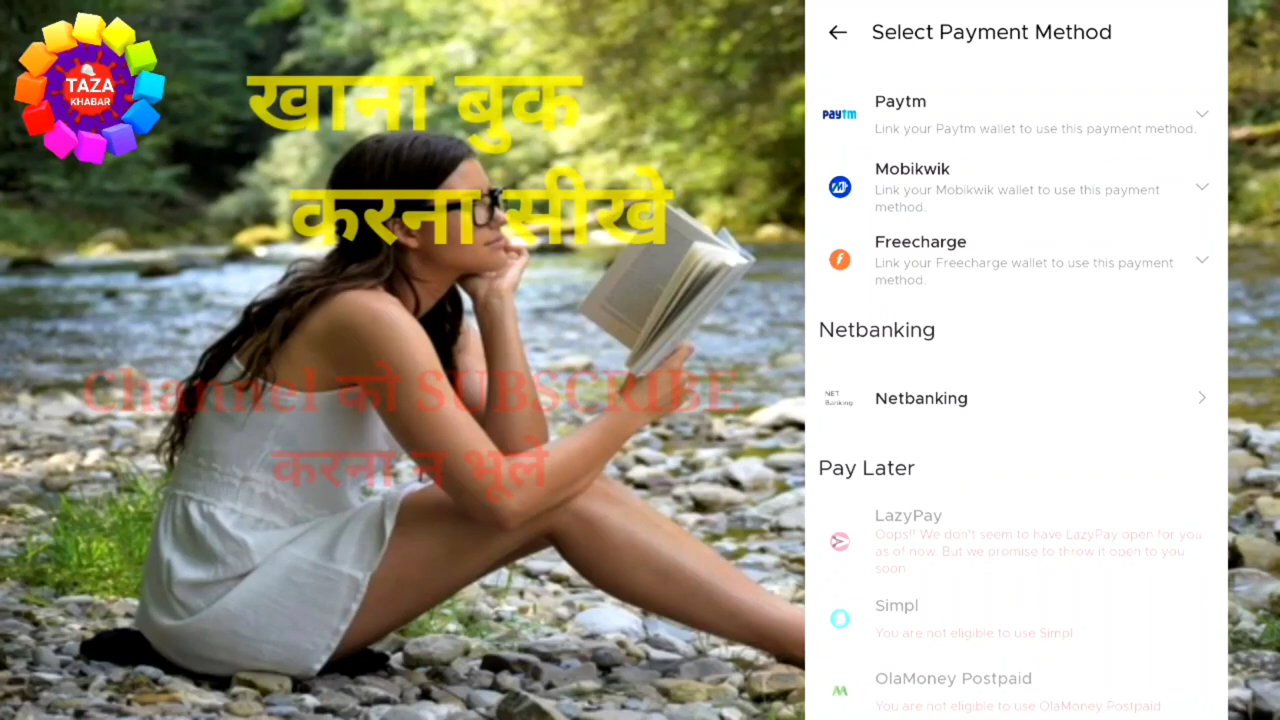 TAZA
KHABAR
खाना बुक
करना सीखे
Channel को SUBSCRIBE
करना न भूले
Select Payment Method
Paytm
Paytm
Link your Paytm wallet to use this payment method.
Mobikwik
Link your Mobikwik wallet to use this payment
method.
Freecharge
Link your Freecharge wallet to use this payment
method.
Netbanking
NET
Banking
Netbanking
Pay Later
LazyPay
Oops!! We don't seem to have LazyPay open for you
as of now. But we promise to throw it open to you
soon
Simpl
You are not eligible to use Simpl
OlaMoney Postpaid
You are not eligible to use OlaMoney Postpaid